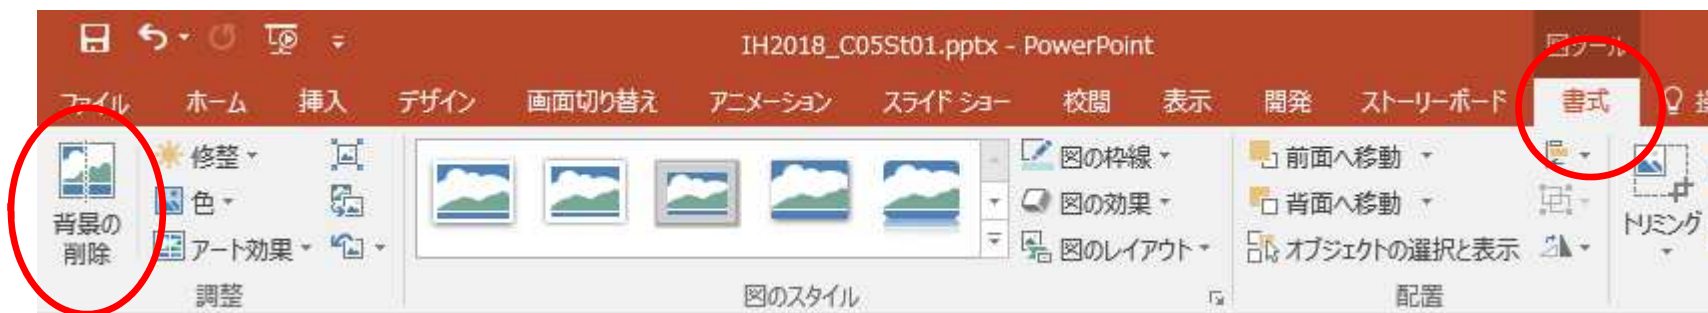 IH2018_C05St01.pptx - PowerPoint
図ツール
ファイル ホーム 挿入 デザイン 画面切り替え アニメーション スライド ショー 校閲 表示 開発 ストーリーボード 書式
背景の
削除
修整
色
アート効果
図の枠線
図の効果
図のレイアウト
前面へ移動
背面へ移動
オブジェクトの選択と表示
トリミング
調整 図のスタイル 配置